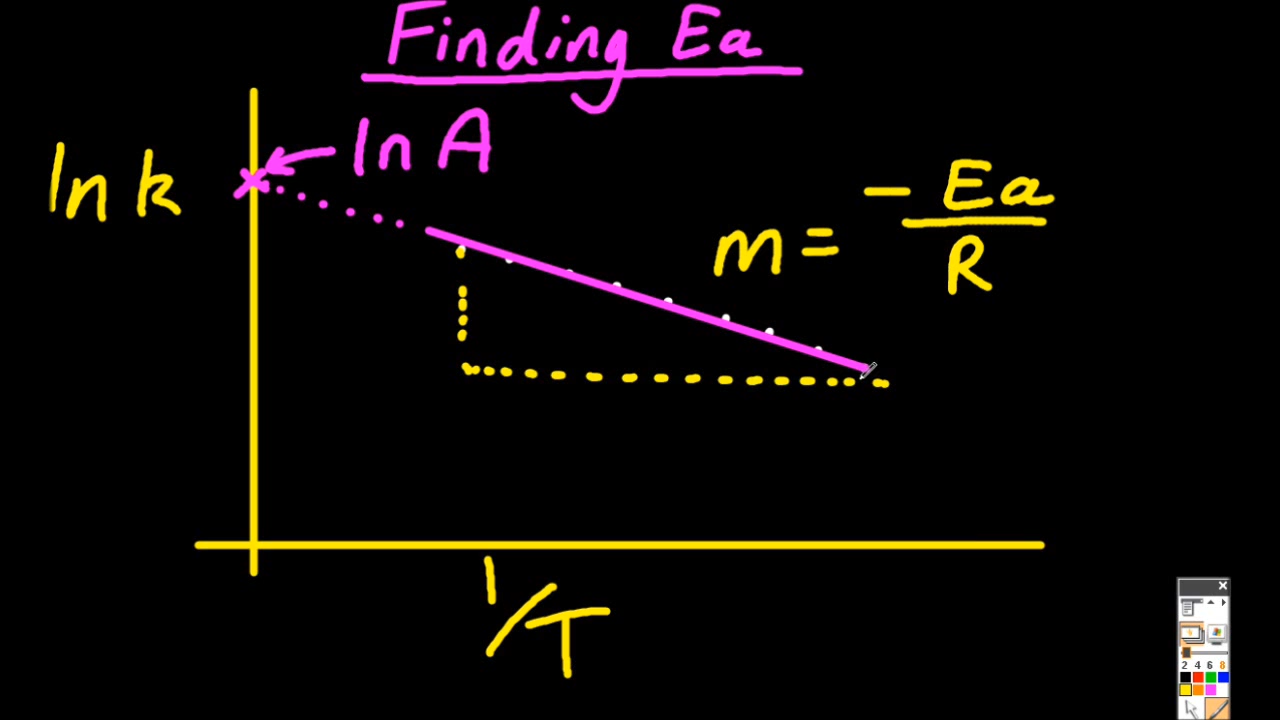 Finding Ea
ln A
ln k
m = - Ea / R
1/T
2 4 6 8